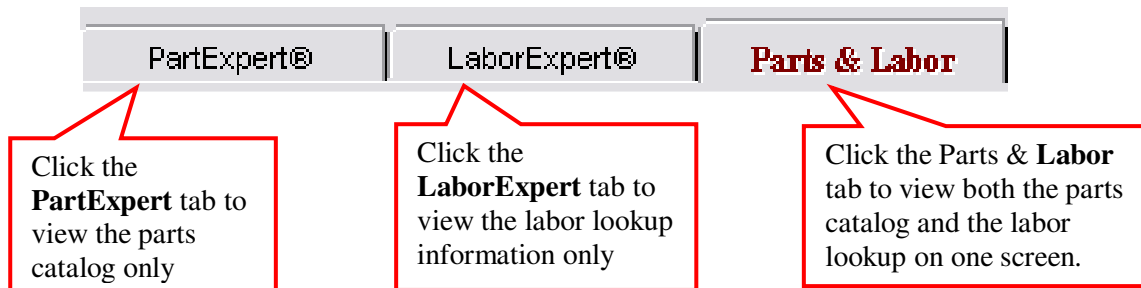 PartExpert®
LaborExpert®
Parts & Labor
Click the
PartExpert tab to
view the parts
catalog only
Click the
LaborExpert tab to
view the labor lookup
information only
Click the Parts & Labor
tab to view both the parts
catalog and the labor
lookup on one screen.